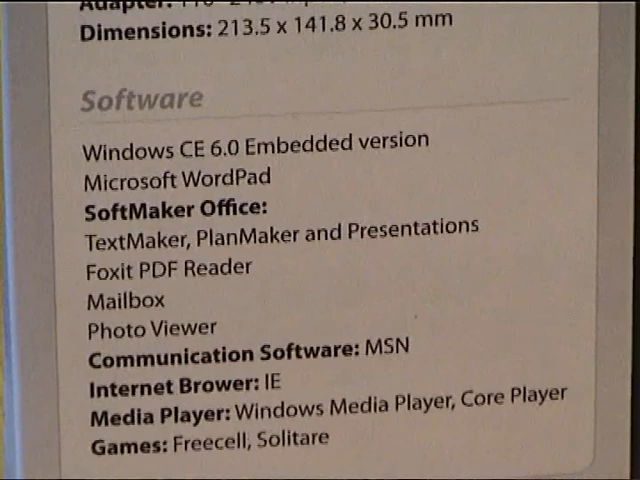 Adapter:
Dimensions: 213.5 x 141.8 x 30.5 mm
Software
Windows CE 6.0 Embedded version
Microsoft WordPad
SoftMaker Office:
TextMaker, PlanMaker and Presentations
Foxit PDF Reader
Mailbox
Photo Viewer
Communication Software: MSN
Internet Brower: IE
Media Player: Windows Media Player, Core Player
Games: Freecell, Solitare